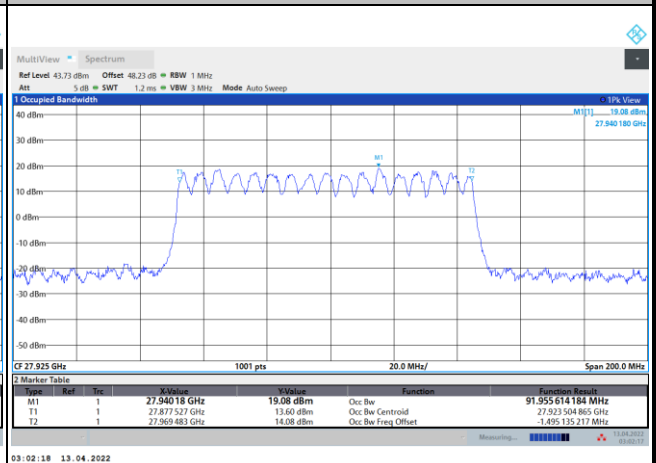 MultiView Spectrum
Ref Level 43.73 dBm Offset 48.23 dB RBW 1 MHz
Att 5 dB SWT 1.2 ms VBW 3 MHz Mode Auto Sweep
1 Occupied Bandwidth 1Pk View
M1[1] 19.08 dBm
27.940 180 GHz
40 dBm
30 dBm
20 dBm
10 dBm
0 dBm
-10 dBm
-20 dBm
-30 dBm
-40 dBm
-50 dBm
T1
M1
T2
CF 27.925 GHz 1001 pts 20.0 MHz/ Span 200.0 MHz
2 Marker Table
Type Ref Trc X-Value Y-Value Function Function Result
M1 1 27.940 18 GHz 19.08 dBm Occ Bw 91.955 614 184 MHz
T1 1 27.877 527 GHz 13.60 dBm Occ Bw Centroid 27.923 504 865 GHz
T2 1 27.969 483 GHz 14.08 dBm Occ Bw Freq Offset -1.495 135 217 MHz
Measuring... 13.04.2022
03:02:17
03:02:18 13.04.2022